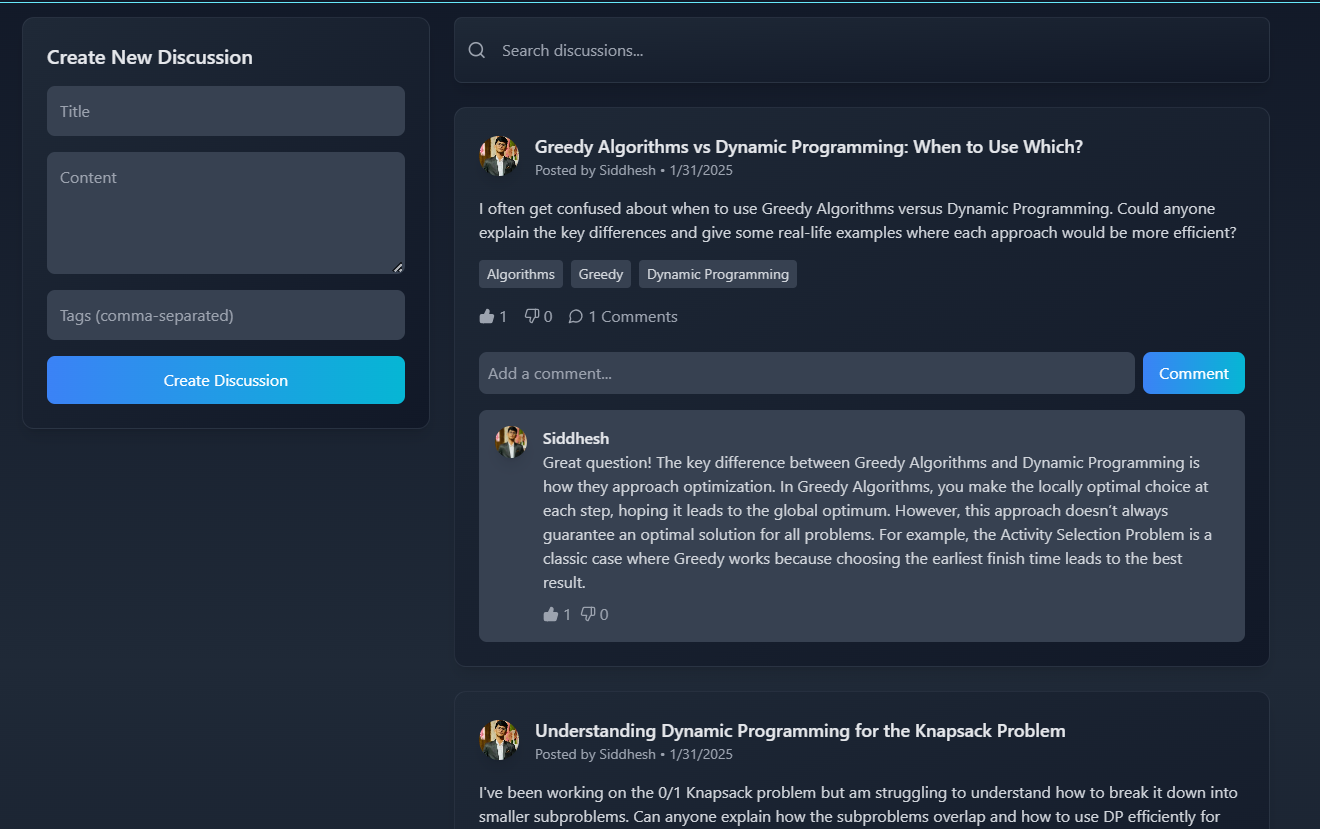 Create New Discussion
Title
Content
Tags (comma-separated)
Create Discussion
Search discussions...
Greedy Algorithms vs Dynamic Programming: When to Use Which?
Posted by Siddhesh • 1/31/2025
I often get confused about when to use Greedy Algorithms versus Dynamic Programming. Could anyone
explain the key differences and give some real-life examples where each approach would be more efficient?
Algorithms Greedy Dynamic Programming
1 0 1 Comments
Add a comment... Comment
Siddhesh
Great question! The key difference between Greedy Algorithms and Dynamic Programming is
how they approach optimization. In Greedy Algorithms, you make the locally optimal choice at
each step, hoping it leads to the global optimum. However, this approach doesn’t always
guarantee an optimal solution for all problems. For example, the Activity Selection Problem is a
classic case where Greedy works because choosing the earliest finish time leads to the best
result.
1 0
Understanding Dynamic Programming for the Knapsack Problem
Posted by Siddhesh • 1/31/2025
I've been working on the 0/1 Knapsack problem but am struggling to understand how to break it down into
smaller subproblems. Can anyone explain how the subproblems overlap and how to use DP efficiently for